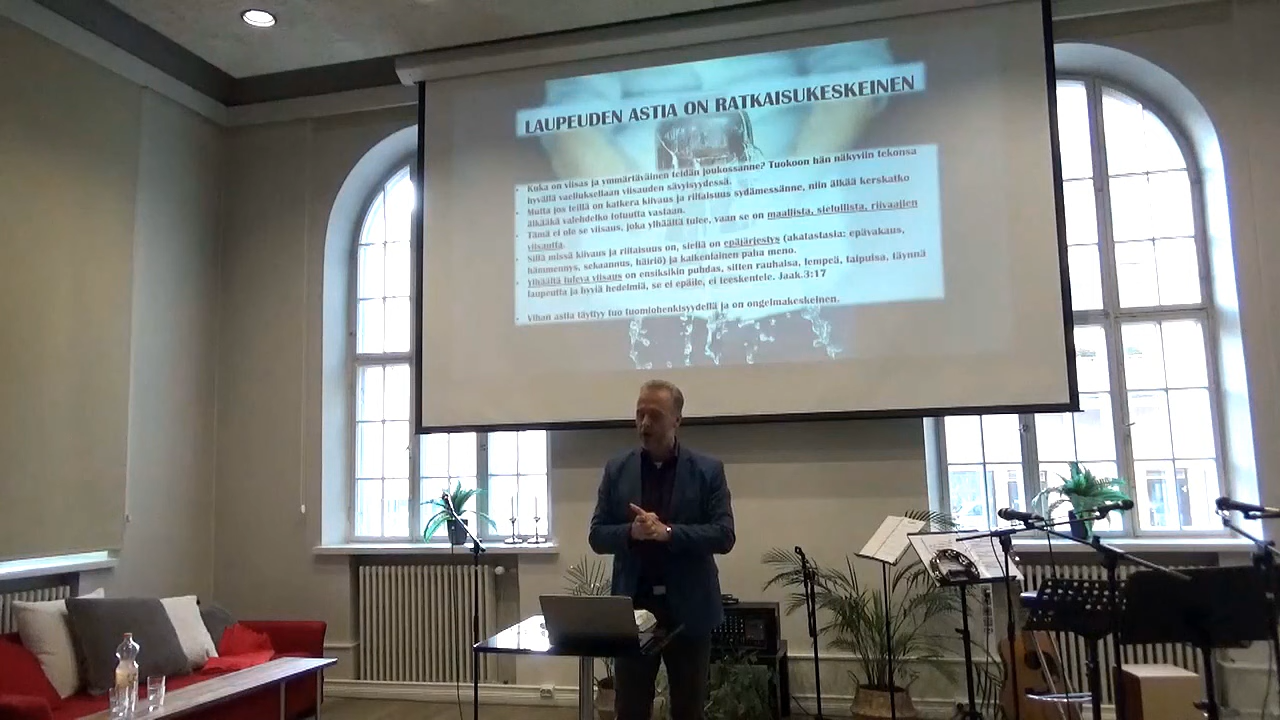 LAUPEUDEN ASTIA ON RATKAISUKESKEINEN
• Kuka on viisas ja ymmärtäväinen teidän joukossanne? Tuokoon hän näkyviin tekonsa
hyvällä vaelluksellaan viisauden sävyisyydessä.
• Mutta jos teillä on katkera kiivaus ja riitaisuus sydämessänne, niin älkää kerskatko
älkääkä valehdelko totuutta vastaan.
• Tämä ei ole se viisaus, joka ylhäältä tulee, vaan se on maallista, sielullista, riivaajien
viisautta.
• Sillä missä kiivaus ja riitaisuus on, siellä on epäjärjestys (akatastasia: epävakaus,
hämmennys, sekaannus, häiriö) ja kaikenlainen paha meno.
• Ylhäältä tuleva viisaus on ensiksikin puhdas, sitten rauhaisa, lempeä, taipuisa, täynnä
laupeutta ja hyviä hedelmiä, se ei epäile, ei teeskentele. Jaak.3:17
• Vihan astia täyttyy tuo tuomiohenkisyydellä ja on ongelmakeskeinen.